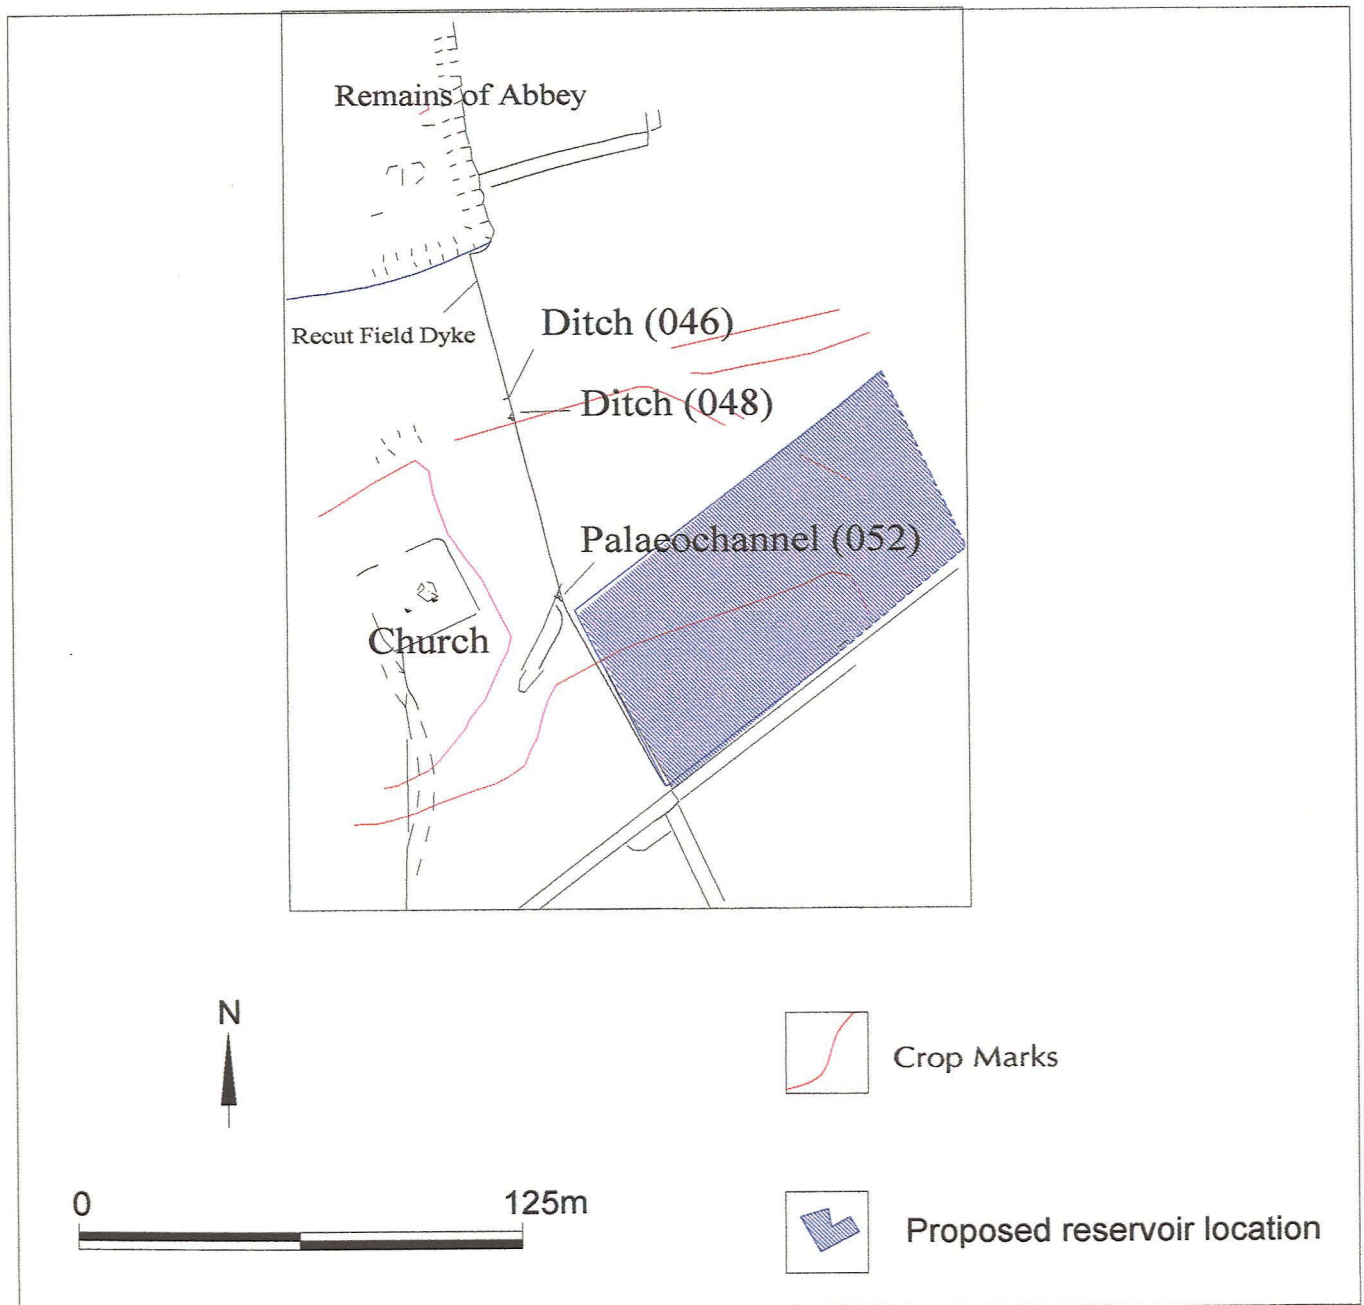 Remains of Abbey
Recut Field Dyke
Ditch (046)
Ditch (048)
Palaeochannel (052)
Church
N
Crop Marks
0 125m
Proposed reservoir location